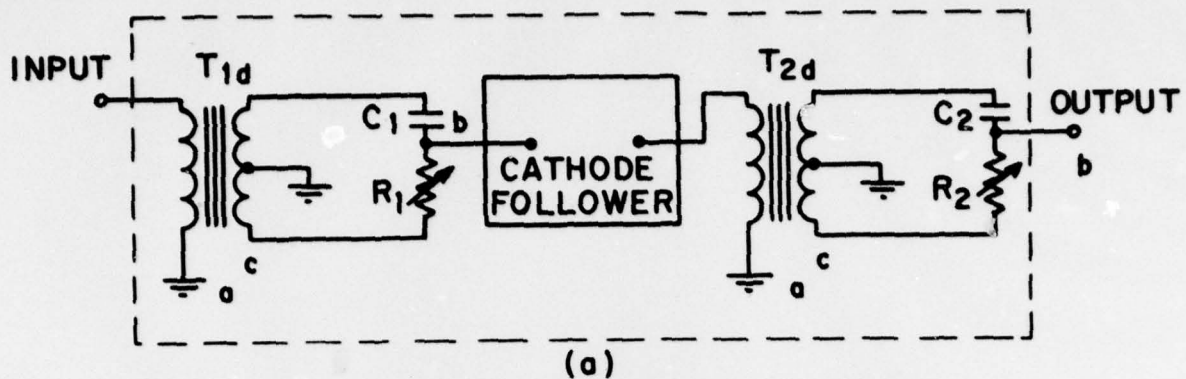 INPUT
T1d
C1
b
R1
c
a
CATHODE
FOLLOWER
T2d
C2
OUTPUT
b
R2
c
a
(a)